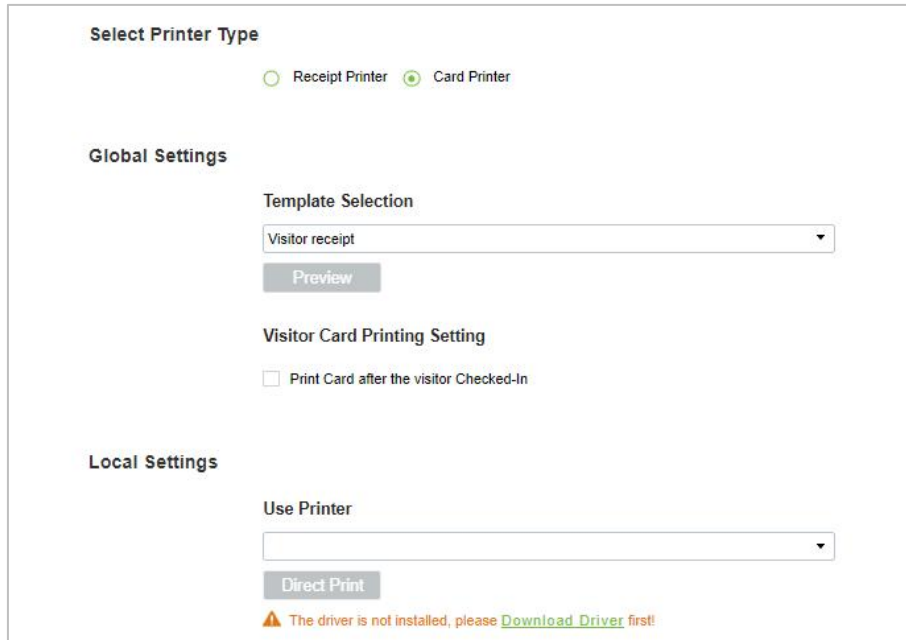 Select Printer Type
Receipt Printer Card Printer
Global Settings
Template Selection
Visitor receipt
Preview
Visitor Card Printing Setting
Print Card after the visitor Checked-In
Local Settings
Use Printer
Direct Print
The driver is not installed, please Download Driver first!